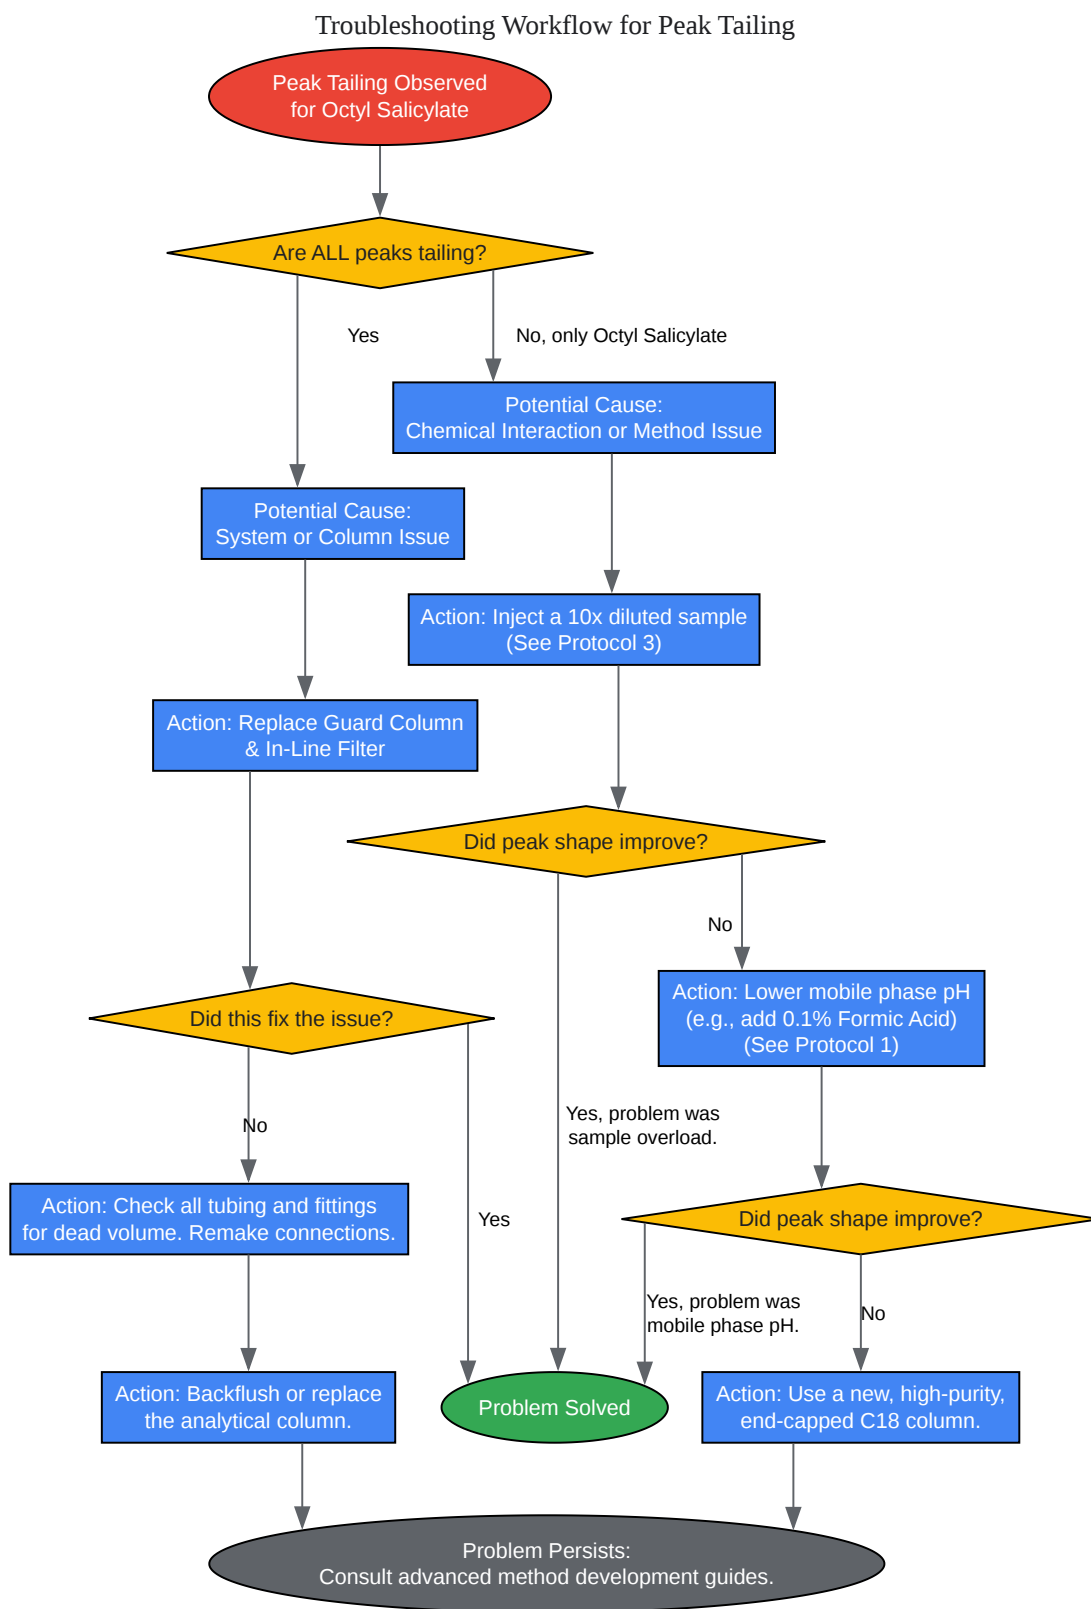 Troubleshooting Workflow for Peak Tailing
Peak Tailing Observed
for Octyl Salicylate
Are ALL peaks tailing?
Yes
No, only Octyl Salicylate
Potential Cause:
Chemical Interaction or Method Issue
Potential Cause:
System or Column Issue
Action: Inject a 10x diluted sample
(See Protocol 3)
Action: Replace Guard Column
& In-Line Filter
Did peak shape improve?
No
Action: Lower mobile phase pH
(e.g., add 0.1% Formic Acid)
(See Protocol 1)
Did this fix the issue?
No
Yes, problem was
sample overload.
Action: Check all tubing and fittings
for dead volume. Remake connections.
Yes
Did peak shape improve?
Yes, problem was
mobile phase pH.
No
Action: Backflush or replace
the analytical column.
Problem Solved
Action: Use a new, high-purity,
end-capped C18 column.
Problem Persists:
Consult advanced method development guides.